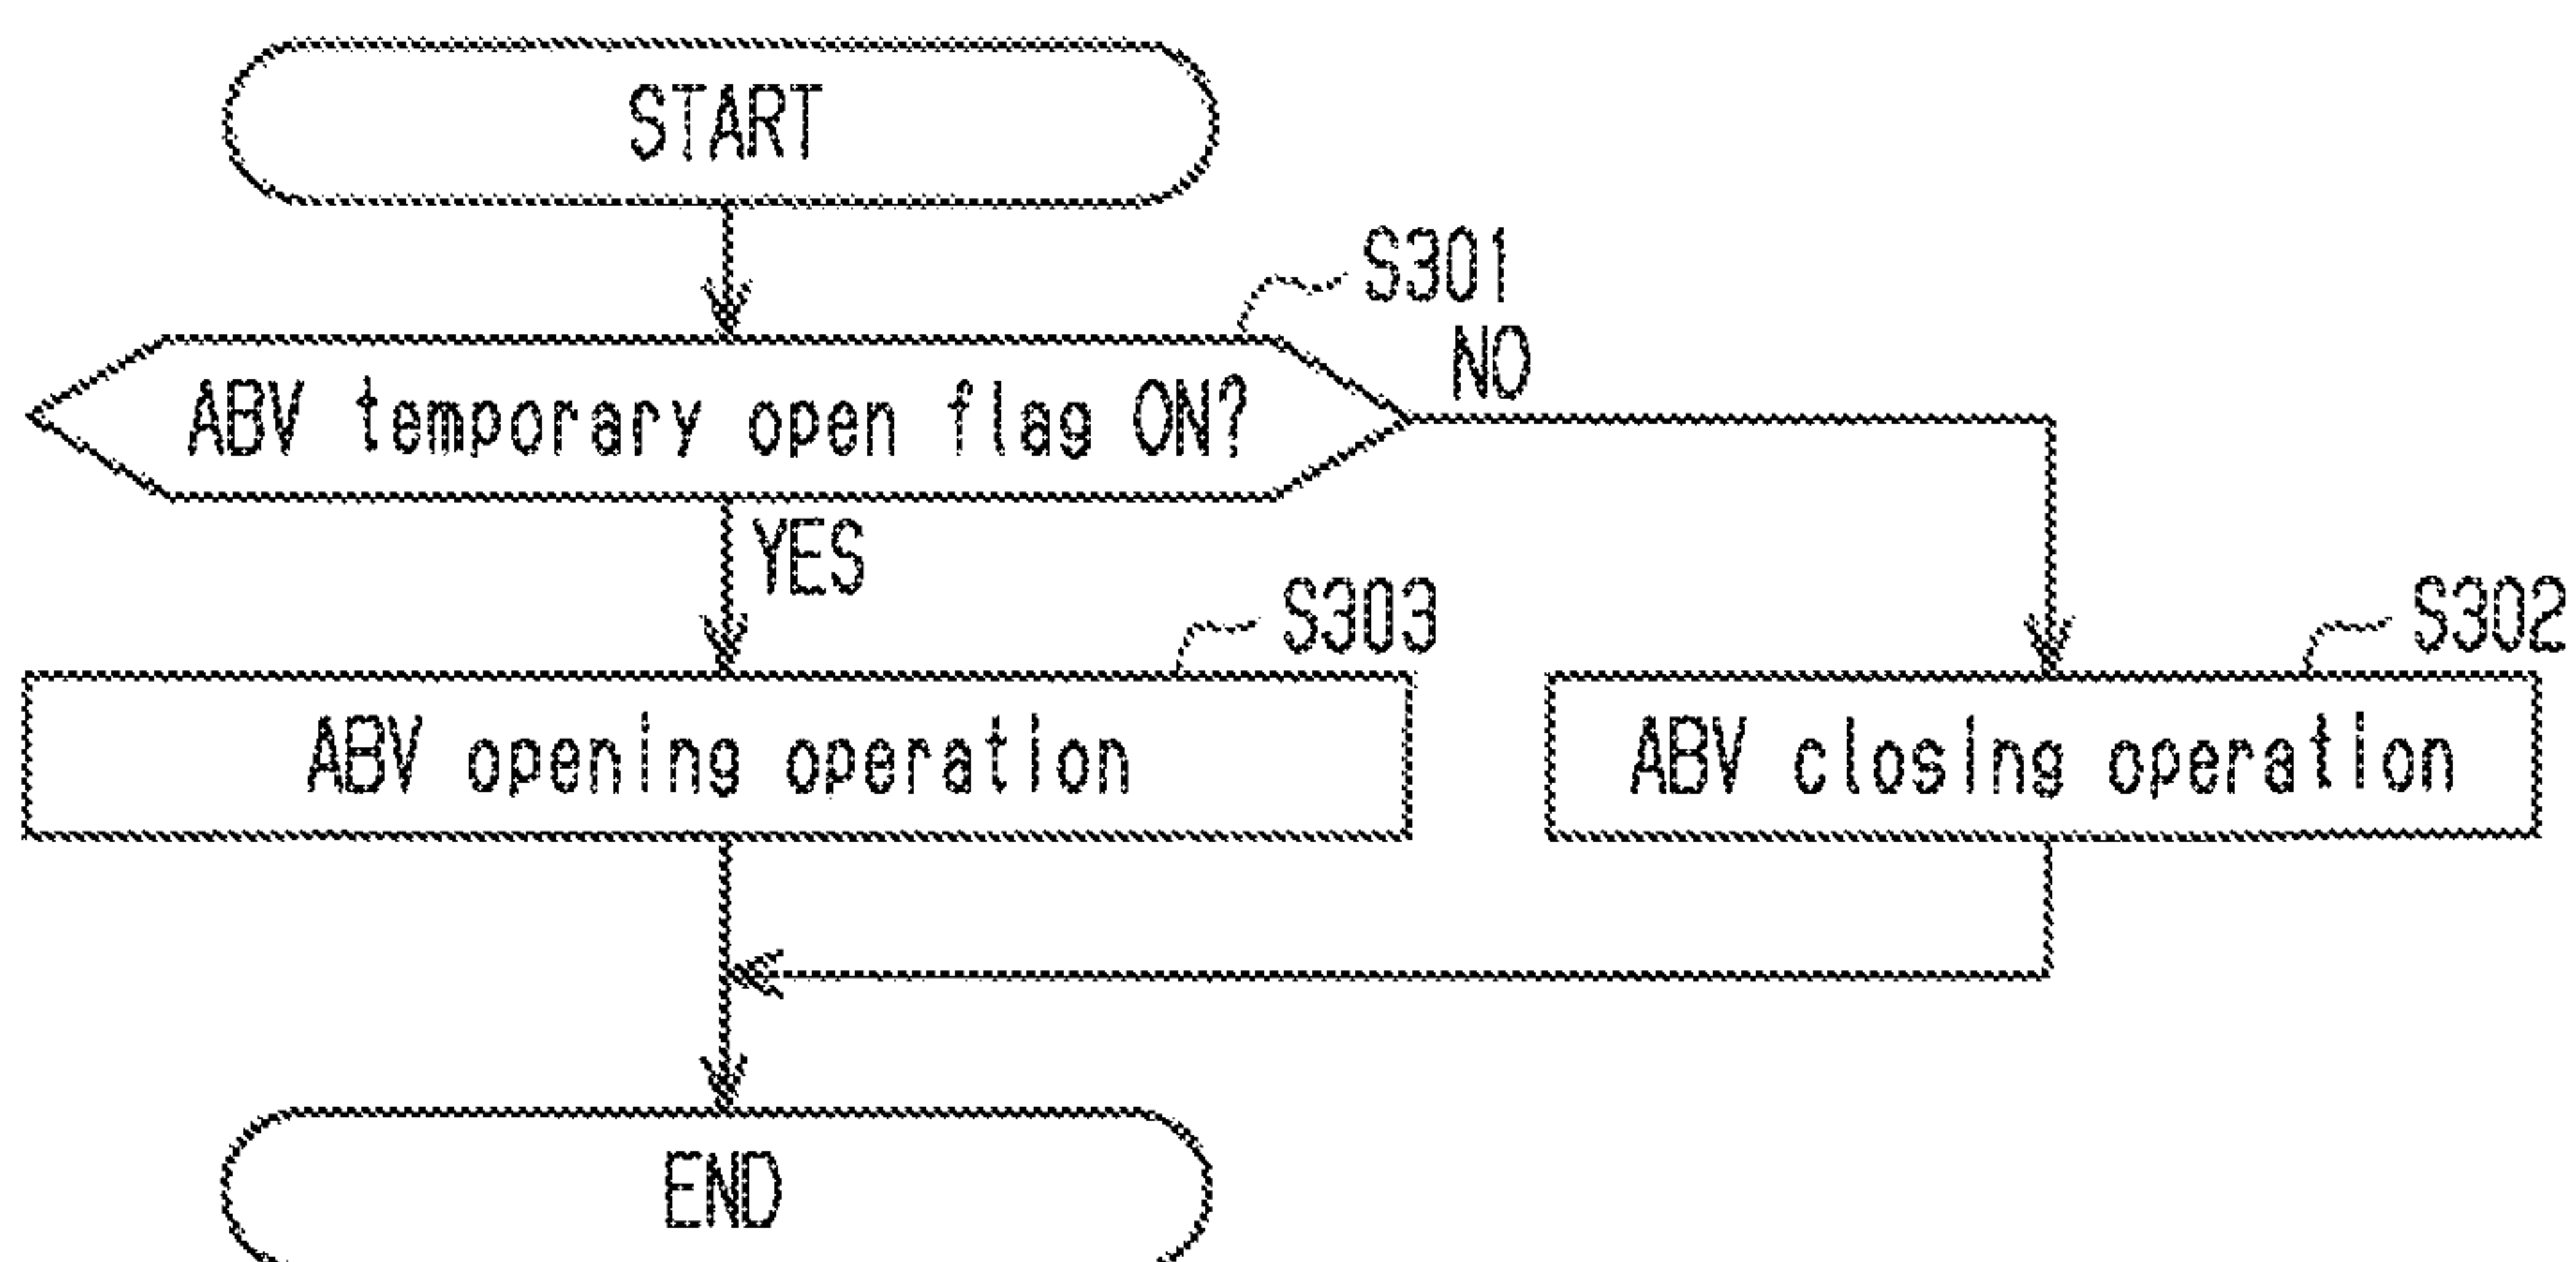 START
S301
ABV temporary open flag ON?
NO
YES
S303
S302
ABV opening operation
ABV closing operation
END